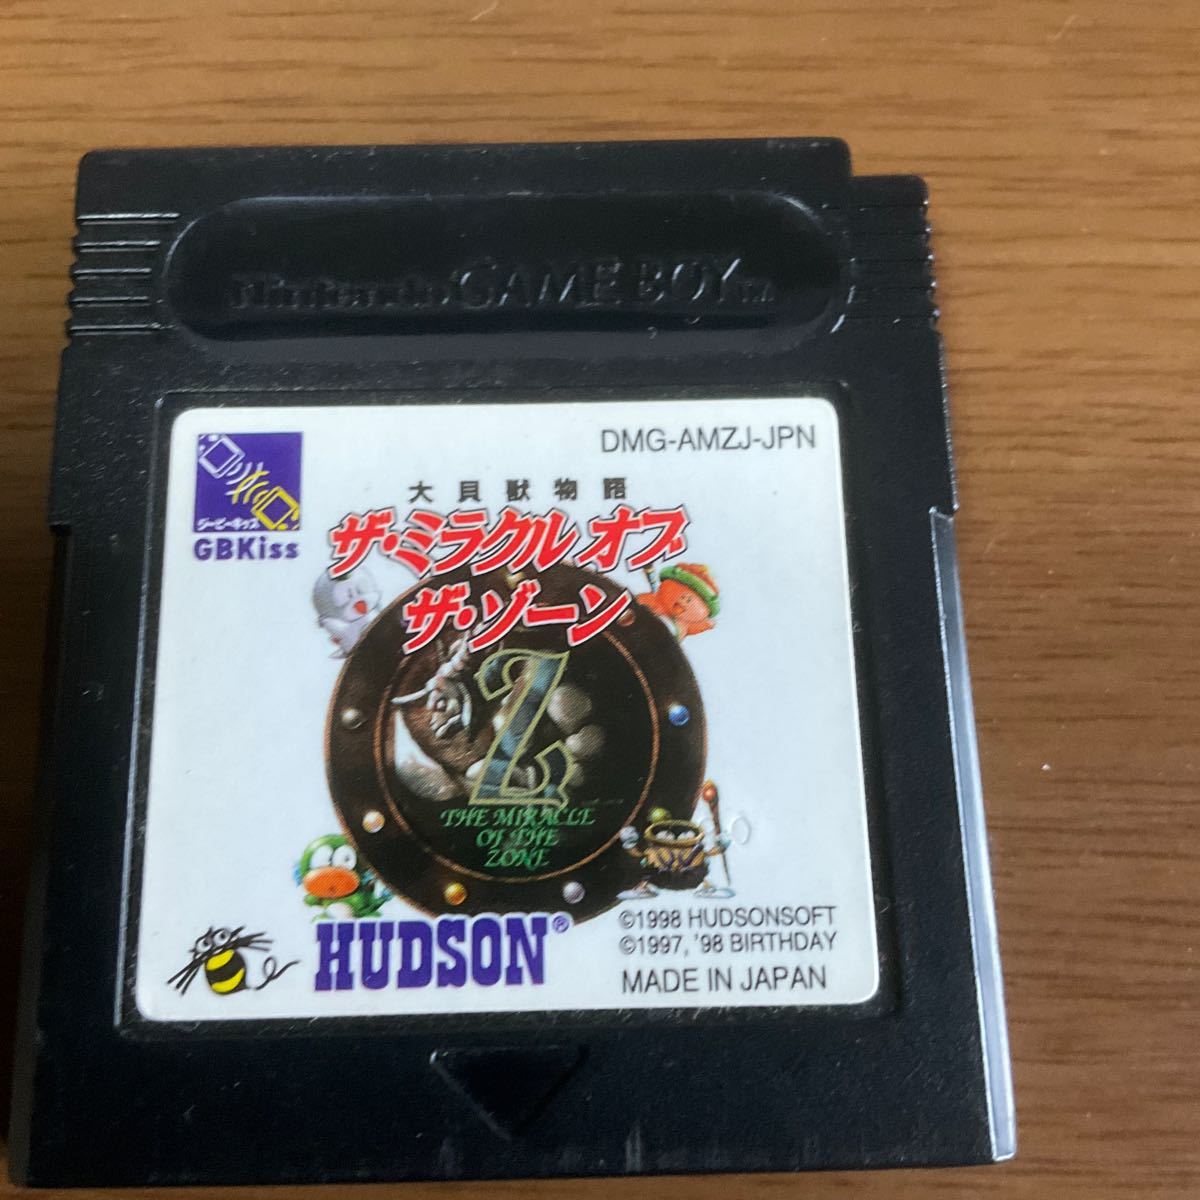 Nintendo GAME BOY TM
DMG-AMZJ-JPN
ジービーキッス
GBKiss
大貝獣物語
ザ・ミラクル オブ
ザ・ゾーン
Z
THE MIRACLE
OF THE
ZONE
HUDSON®
©1998 HUDSONSOFT
©1997, '98 BIRTHDAY
MADE IN JAPAN